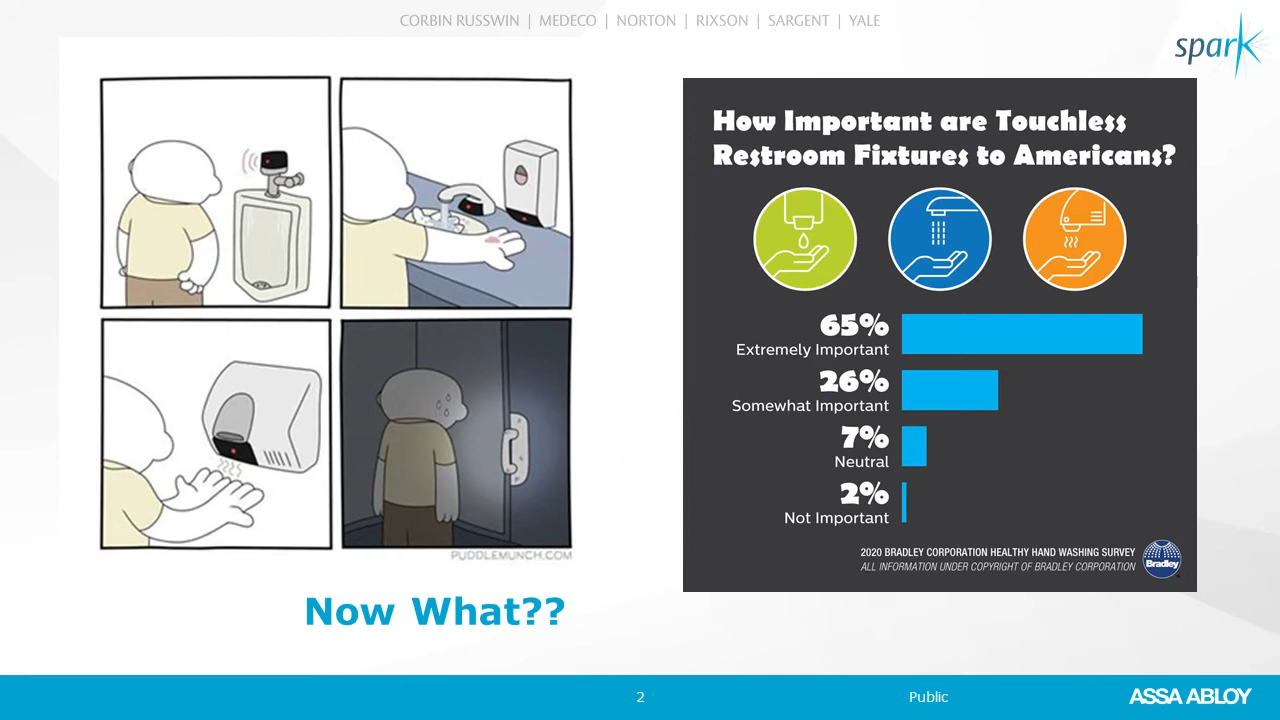 CORBIN RUSSWIN | MEDECO | NORTON | RIXSON | SARGENT | YALE
spark
PUDDLEMUNCH.COM
Now What??
How Important are Touchless
Restroom Fixtures to Americans?
65%
Extremely Important
26%
Somewhat Important
7%
Neutral
2%
Not Important
2020 BRADLEY CORPORATION HEALTHY HAND WASHING SURVEY
ALL INFORMATION UNDER COPYRIGHT OF BRADLEY CORPORATION
Bradley
2
Public
ASSA ABLOY